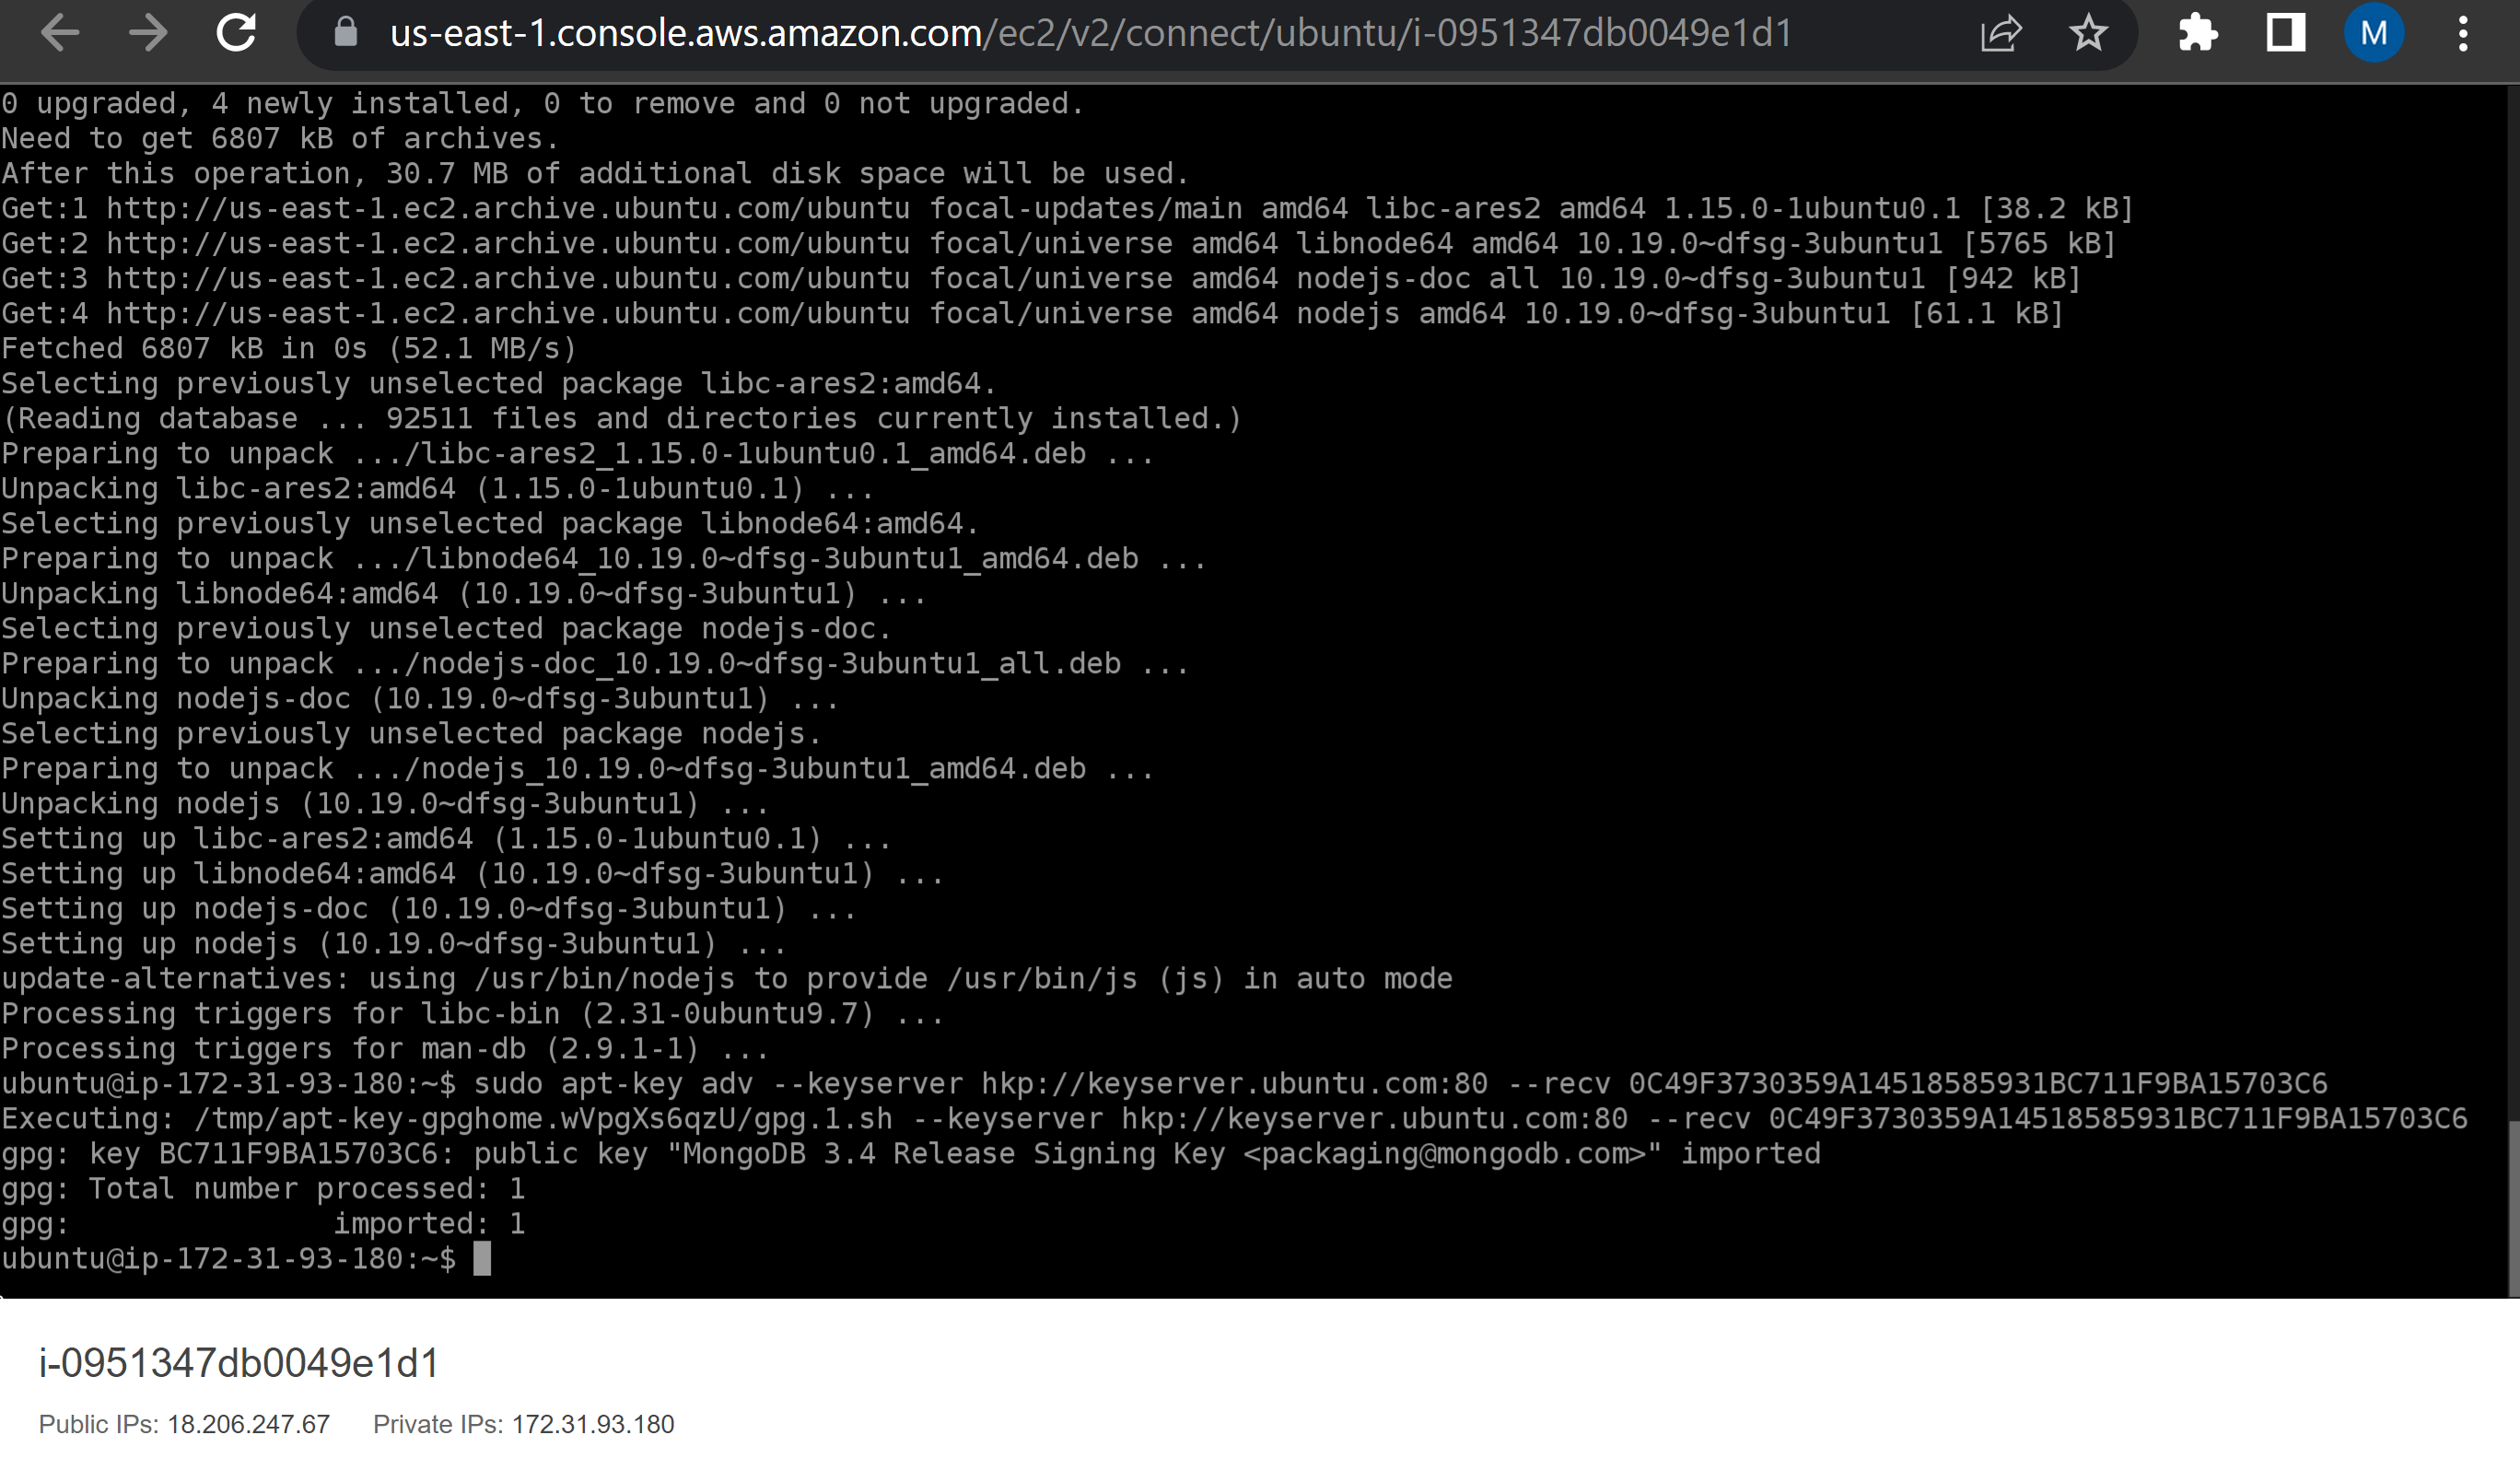 us-east-1.console.aws.amazon.com/ec2/v2/connect/ubuntu/i-0951347db0049e1d1
M
0 upgraded, 4 newly installed, 0 to remove and 0 not upgraded.
Need to get 6807 kB of archives.
After this operation, 30.7 MB of additional disk space will be used.
Get:1 http://us-east-1.ec2.archive.ubuntu.com/ubuntu focal-updates/main amd64 libc-ares2 amd64 1.15.0-1ubuntu0.1 [38.2 kB]
Get:2 http://us-east-1.ec2.archive.ubuntu.com/ubuntu focal/universe amd64 libnode64 amd64 10.19.0~dfsg-3ubuntu1 [5765 kB]
Get:3 http://us-east-1.ec2.archive.ubuntu.com/ubuntu focal/universe amd64 nodejs-doc all 10.19.0~dfsg-3ubuntu1 [942 kB]
Get:4 http://us-east-1.ec2.archive.ubuntu.com/ubuntu focal/universe amd64 nodejs amd64 10.19.0~dfsg-3ubuntu1 [61.1 kB]
Fetched 6807 kB in 0s (52.1 MB/s)
Selecting previously unselected package libc-ares2:amd64.
(Reading database ... 92511 files and directories currently installed.)
Preparing to unpack .../libc-ares2_1.15.0-1ubuntu0.1_amd64.deb ...
Unpacking libc-ares2:amd64 (1.15.0-1ubuntu0.1) ...
Selecting previously unselected package libnode64:amd64.
Preparing to unpack .../libnode64_10.19.0~dfsg-3ubuntu1_amd64.deb ...
Unpacking libnode64:amd64 (10.19.0~dfsg-3ubuntu1) ...
Selecting previously unselected package nodejs-doc.
Preparing to unpack .../nodejs-doc_10.19.0~dfsg-3ubuntu1_all.deb ...
Unpacking nodejs-doc (10.19.0~dfsg-3ubuntu1) ...
Selecting previously unselected package nodejs.
Preparing to unpack .../nodejs_10.19.0~dfsg-3ubuntu1_amd64.deb ...
Unpacking nodejs (10.19.0~dfsg-3ubuntu1) ...
Setting up libc-ares2:amd64 (1.15.0-1ubuntu0.1) ...
Setting up libnode64:amd64 (10.19.0~dfsg-3ubuntu1) ...
Setting up nodejs-doc (10.19.0~dfsg-3ubuntu1) ...
Setting up nodejs (10.19.0~dfsg-3ubuntu1) ...
update-alternatives: using /usr/bin/nodejs to provide /usr/bin/js (js) in auto mode
Processing triggers for libc-bin (2.31-0ubuntu9.7) ...
Processing triggers for man-db (2.9.1-1) ...
ubuntu@ip-172-31-93-180:~$ sudo apt-key adv --keyserver hkp://keyserver.ubuntu.com:80 --recv 0C49F3730359A14518585931BC711F9BA15703C6
Executing: /tmp/apt-key-gpghome.wVpgXs6qzU/gpg.1.sh --keyserver hkp://keyserver.ubuntu.com:80 --recv 0C49F3730359A14518585931BC711F9BA15703C6
gpg: key BC711F9BA15703C6: public key "MongoDB 3.4 Release Signing Key <packaging@mongodb.com>" imported
gpg: Total number processed: 1
gpg:               imported: 1
ubuntu@ip-172-31-93-180:~$
i-0951347db0049e1d1
Public IPs: 18.206.247.67    Private IPs: 172.31.93.180